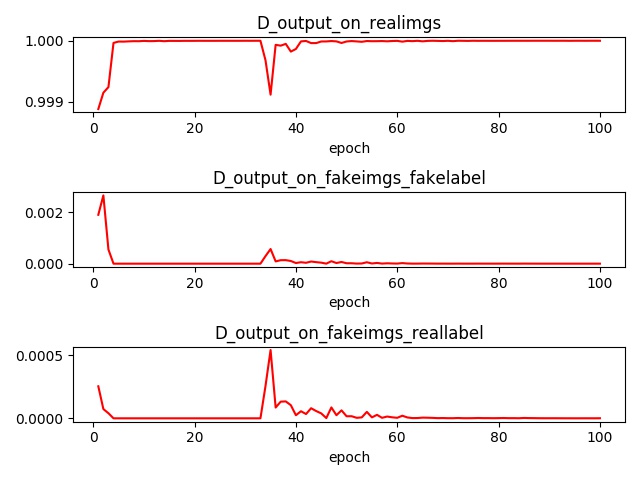 D_output_on_realimgs
1.000
0.999
0 20 40 60 80 100
epoch
D_output_on_fakeimgs_fakelabel
0.002
0.000
0 20 40 60 80 100
epoch
D_output_on_fakeimgs_reallabel
0.0005
0.0000
0 20 40 60 80 100
epoch